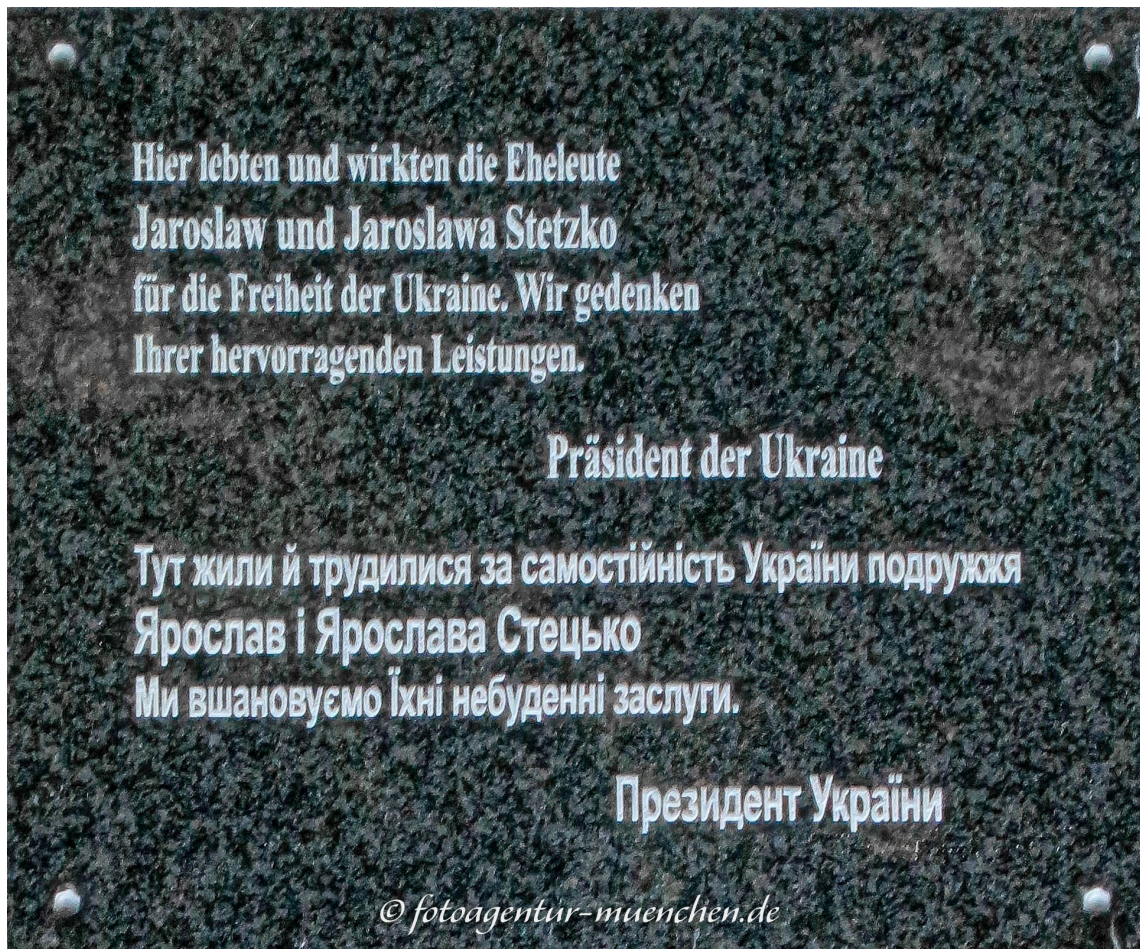 Hier lebten und wirkten die Eheleute
Jaroslaw und Jaroslawa Stetzko
für die Freiheit der Ukraine. Wir gedenken
Ihrer hervorragenden Leistungen.
Präsident der Ukraine
Тут жили й трудилися за самостійність України подружжя
Ярослав і Ярослава Стецько
Ми вшановуємо Їхні небуденні заслуги.
Президент України
© fotoagentur-muenchen.de